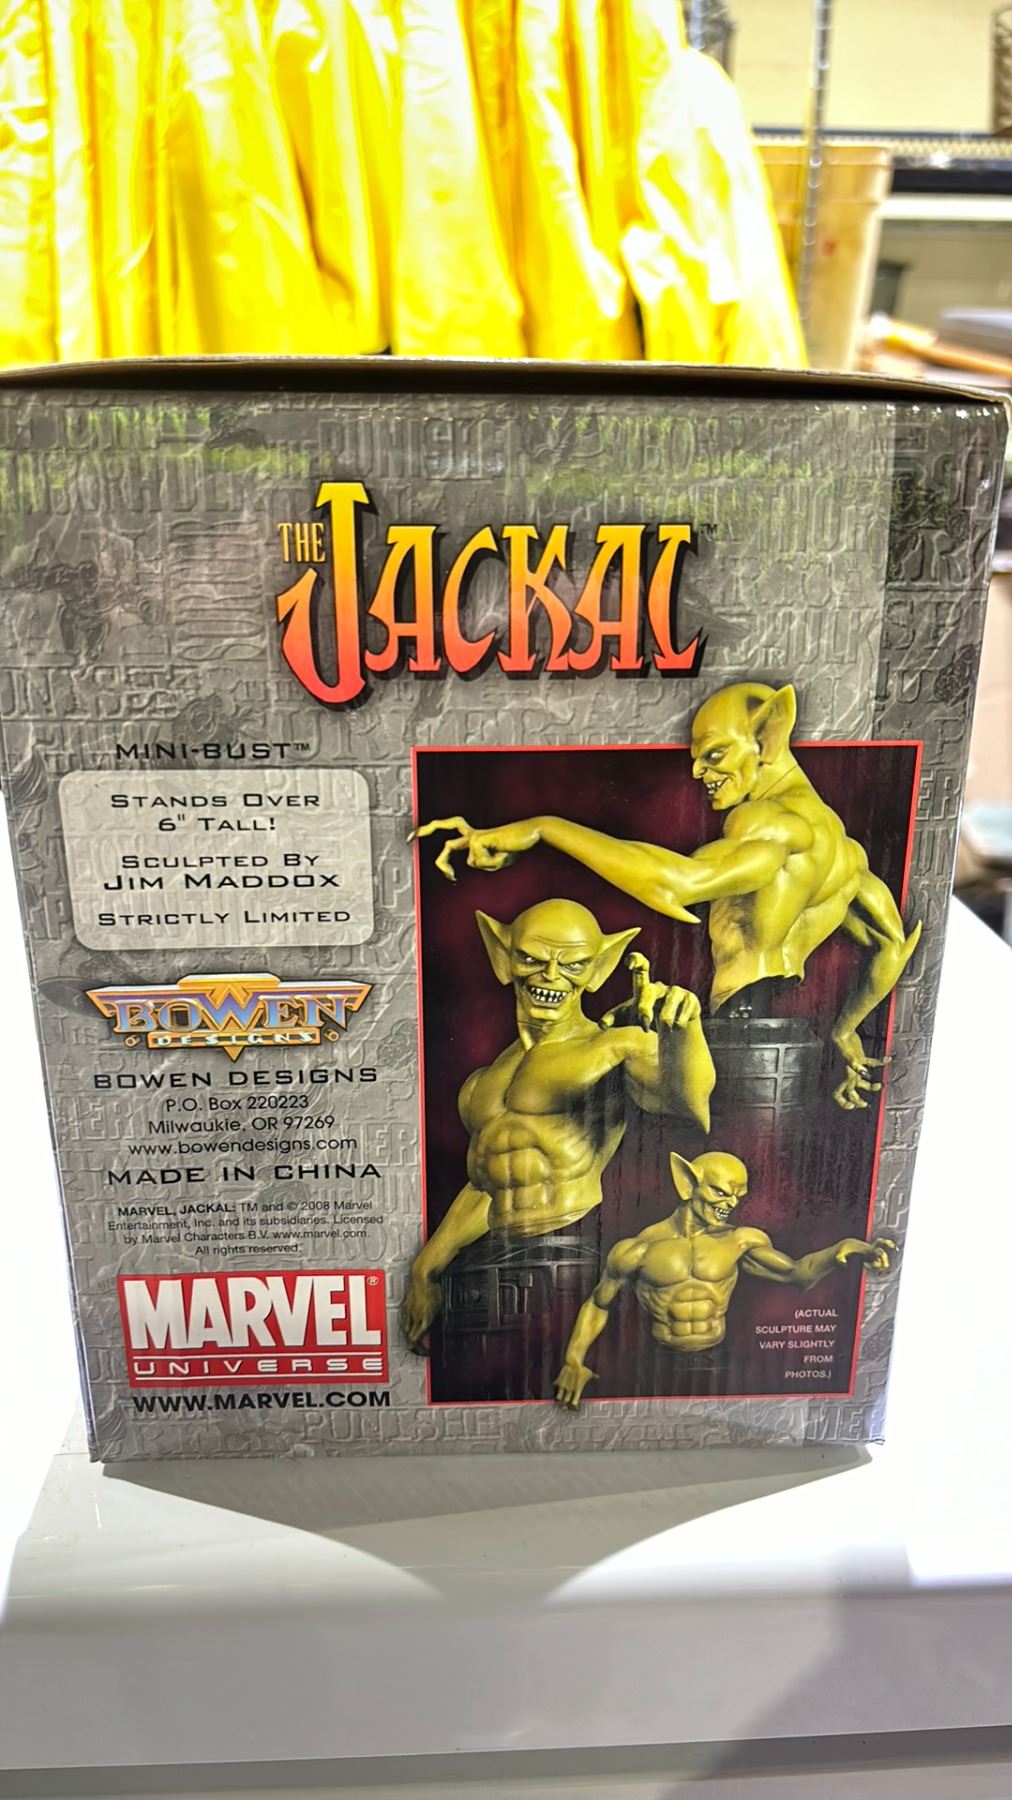 THE JACKAL™
MINI-BUST™
STANDS OVER
6" TALL!
SCULPTED BY
JIM MADDOX
STRICTLY LIMITED
BOWEN
DESIGNS
BOWEN DESIGNS
P.O. Box 220223
Milwaukie, OR 97269
www.bowendesigns.com
MADE IN CHINA
MARVEL, JACKAL: TM and © 2008 Marvel
Entertainment, Inc. and its subsidiaries. Licensed
by Marvel Characters B.V. www.marvel.com.
All rights reserved.
MARVEL®
UNIVERSE
WWW.MARVEL.COM
(ACTUAL
SCULPTURE MAY
VARY SLIGHTLY
FROM
PHOTOS.)